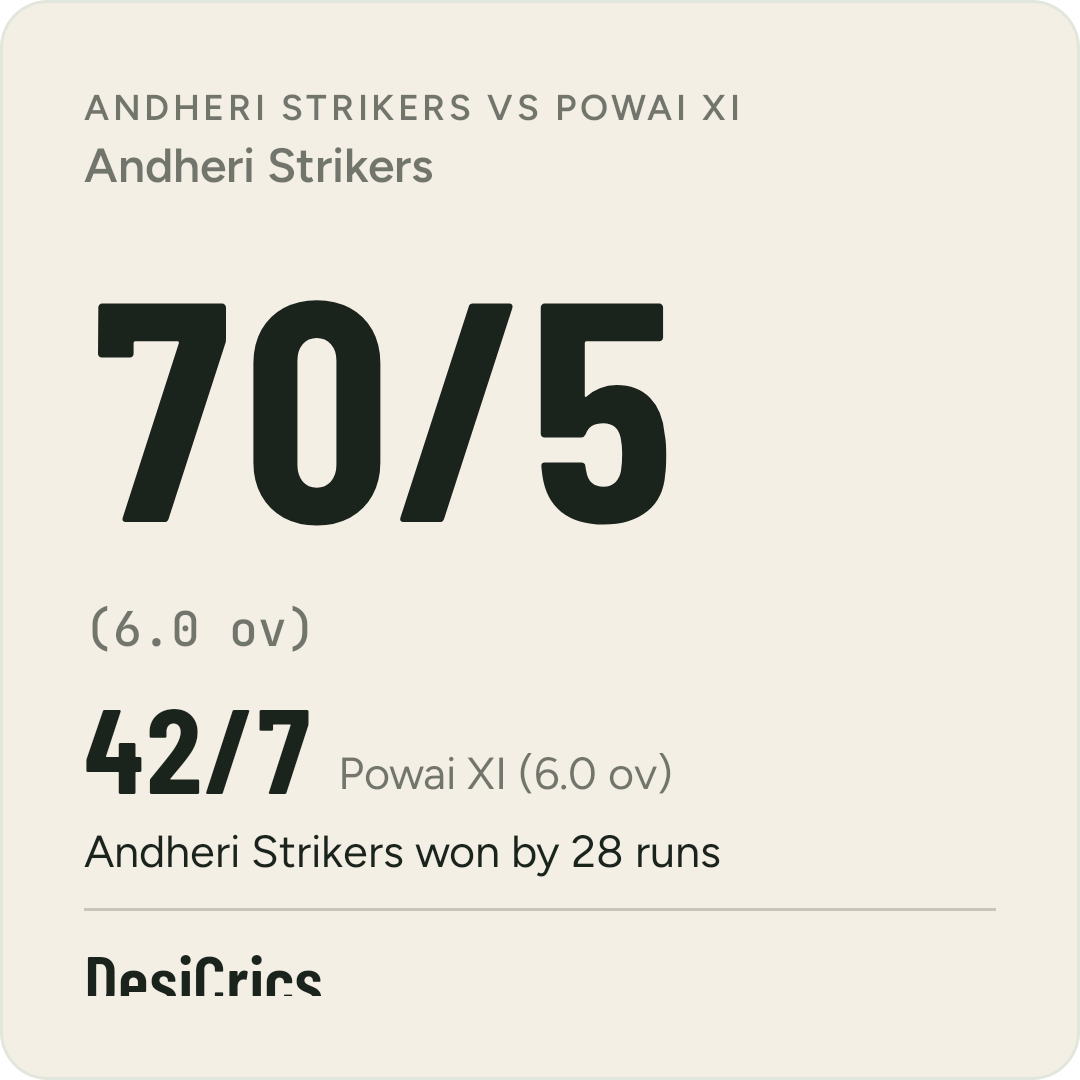 ANDHERI STRIKERS VS POWAI XI
Andheri Strikers
70/5
(6.0 ov)
42/7 Powai XI (6.0 ov)
Andheri Strikers won by 28 runs
DesiCrics